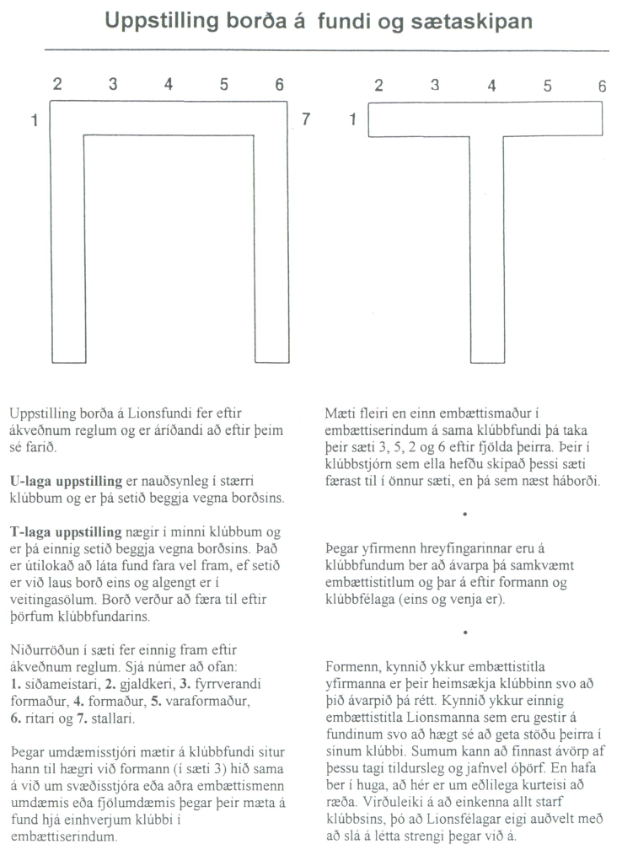 Uppstilling borða á fundi og sætaskipan
2 3 4 5 6
1 7
2 3 4 5 6
1
Uppstilling borða á Lionsfundi fer eftir
ákveðnum reglum og er áríðandi að eftir þeim
sé farið.
U-laga uppstilling er nauðsynleg í stærri
klúbbum og er þá setið beggja vegna borðsins.
T-laga uppstilling nægir í minni klúbbum og
er þá einnig setið beggja vegna borðsins. Það
er útilokað að láta fund fara vel fram, ef setið
er við laus borð eins og algengt er í
veitingasölum. Borð verður að færa til eftir
þörfum klúbbfundarins.
Niðurröðun í sæti fer einnig fram eftir
ákveðnum reglum. Sjá númer að ofan:
1. siðameistari, 2. gjaldkeri, 3. fyrrverandi
formaður, 4. formaður, 5. varaformaður,
6. ritari og 7. stallari.
Þegar umdæmisstjóri mætir á klúbbfundi situr
hann til hægri við formann (í sæti 3) hið sama
á við um svæðisstjóra eða aðra embættismenn
umdæmis eða fjölumdæmis þegar þeir mæta á
fund hjá einhverjum klúbbi í
embættiserindum.
Mæti fleiri en einn embættismaður í
embættiserindum á sama klúbbfundi þá taka
þeir sæti 3, 5, 2 og 6 eftir fjölda þeirra. Þeir í
klúbbstjórn sem ella hefðu skipað þessi sæti
færast til í önnur sæti, en þá sem næst háborði.
•
Þegar yfirmenn hreyfingarinnar eru á
klúbbfundum ber að ávarpa þá samkvæmt
embættistitlum og þar á eftir formann og
klúbbfélaga (eins og venja er).
•
Formenn, kynnið ykkur embættistitla
yfirmanna er þeir heimsækja klúbbinn svo að
þið ávarpið þá rétt. Kynnið ykkur einnig
embættistitla Lionsmanna sem eru gestir á
fundinum svo að hægt sé að geta stöðu þeirra í
sínum klúbbi. Sumum kann að finnast ávörp af
þessu tagi tildursleg og jafnvel óþörf. En hafa
ber í huga, að hér er um eðlilega kurteisi að
ræða. Virðuleiki á að einkenna allt starf
klúbbsins, þó að Lionsfélagar eigi auðvelt með
að slá á létta strengi þegar við á.